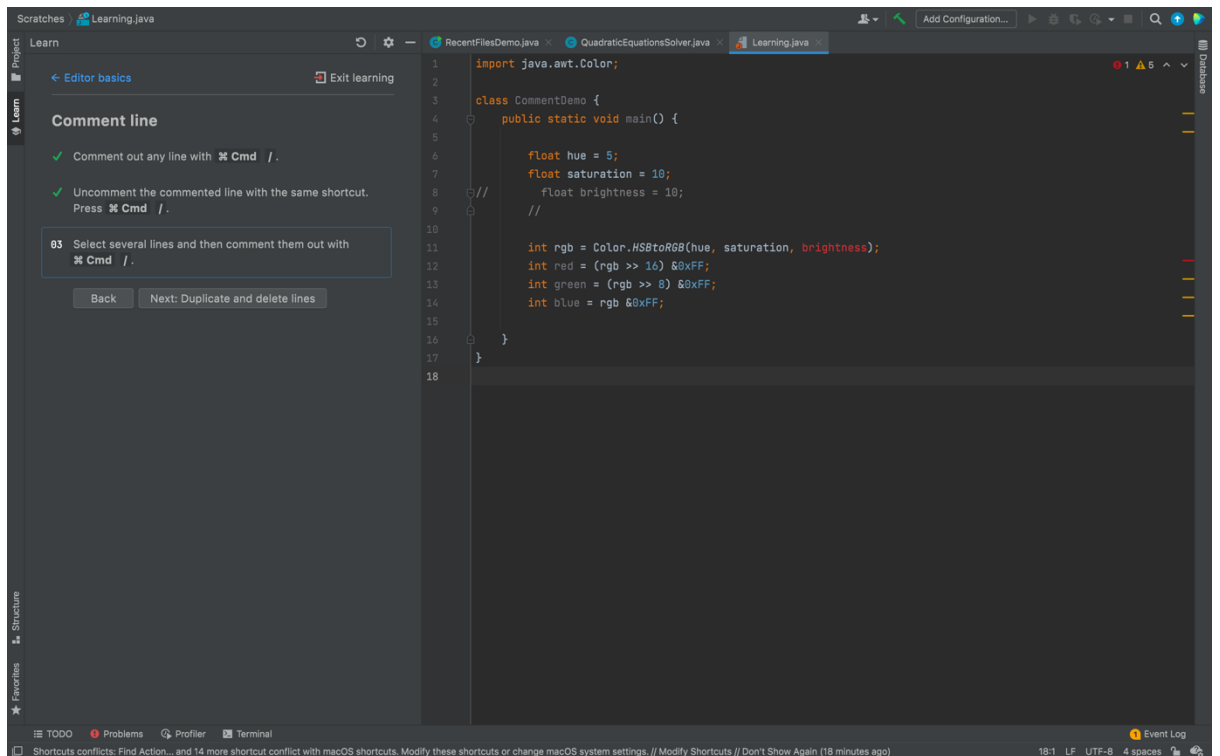 Scratches Learning.java
Add Configuration...
Project
Learn
Structure
Favorites
Database
Learn
← Editor basics
Exit learning
Comment line
✓ Comment out any line with ⌘ Cmd / .
✓ Uncomment the commented line with the same shortcut.
Press ⌘ Cmd / .
03 Select several lines and then comment them out with
⌘ Cmd / .
Back
Next: Duplicate and delete lines
RecentFilesDemo.java × QuadraticEquationsSolver.java × Learning.java ×
1 5
1 import java.awt.Color;
2
3 class CommentDemo {
4 public static void main() {
5
6 float hue = 5;
7 float saturation = 10;
8 // float brightness = 10;
9 //
10
11 int rgb = Color.HSBtoRGB(hue, saturation, brightness);
12 int red = (rgb >> 16) &0xFF;
13 int green = (rgb >> 8) &0xFF;
14 int blue = rgb &0xFF;
15
16 }
17 }
18
TODO Problems Profiler Terminal
1 Event Log
Shortcuts conflicts: Find Action... and 14 more shortcut conflict with macOS shortcuts. Modify these shortcuts or change macOS system settings. // Modify Shortcuts // Don't Show Again (18 minutes ago)
18:1 LF UTF-8 4 spaces